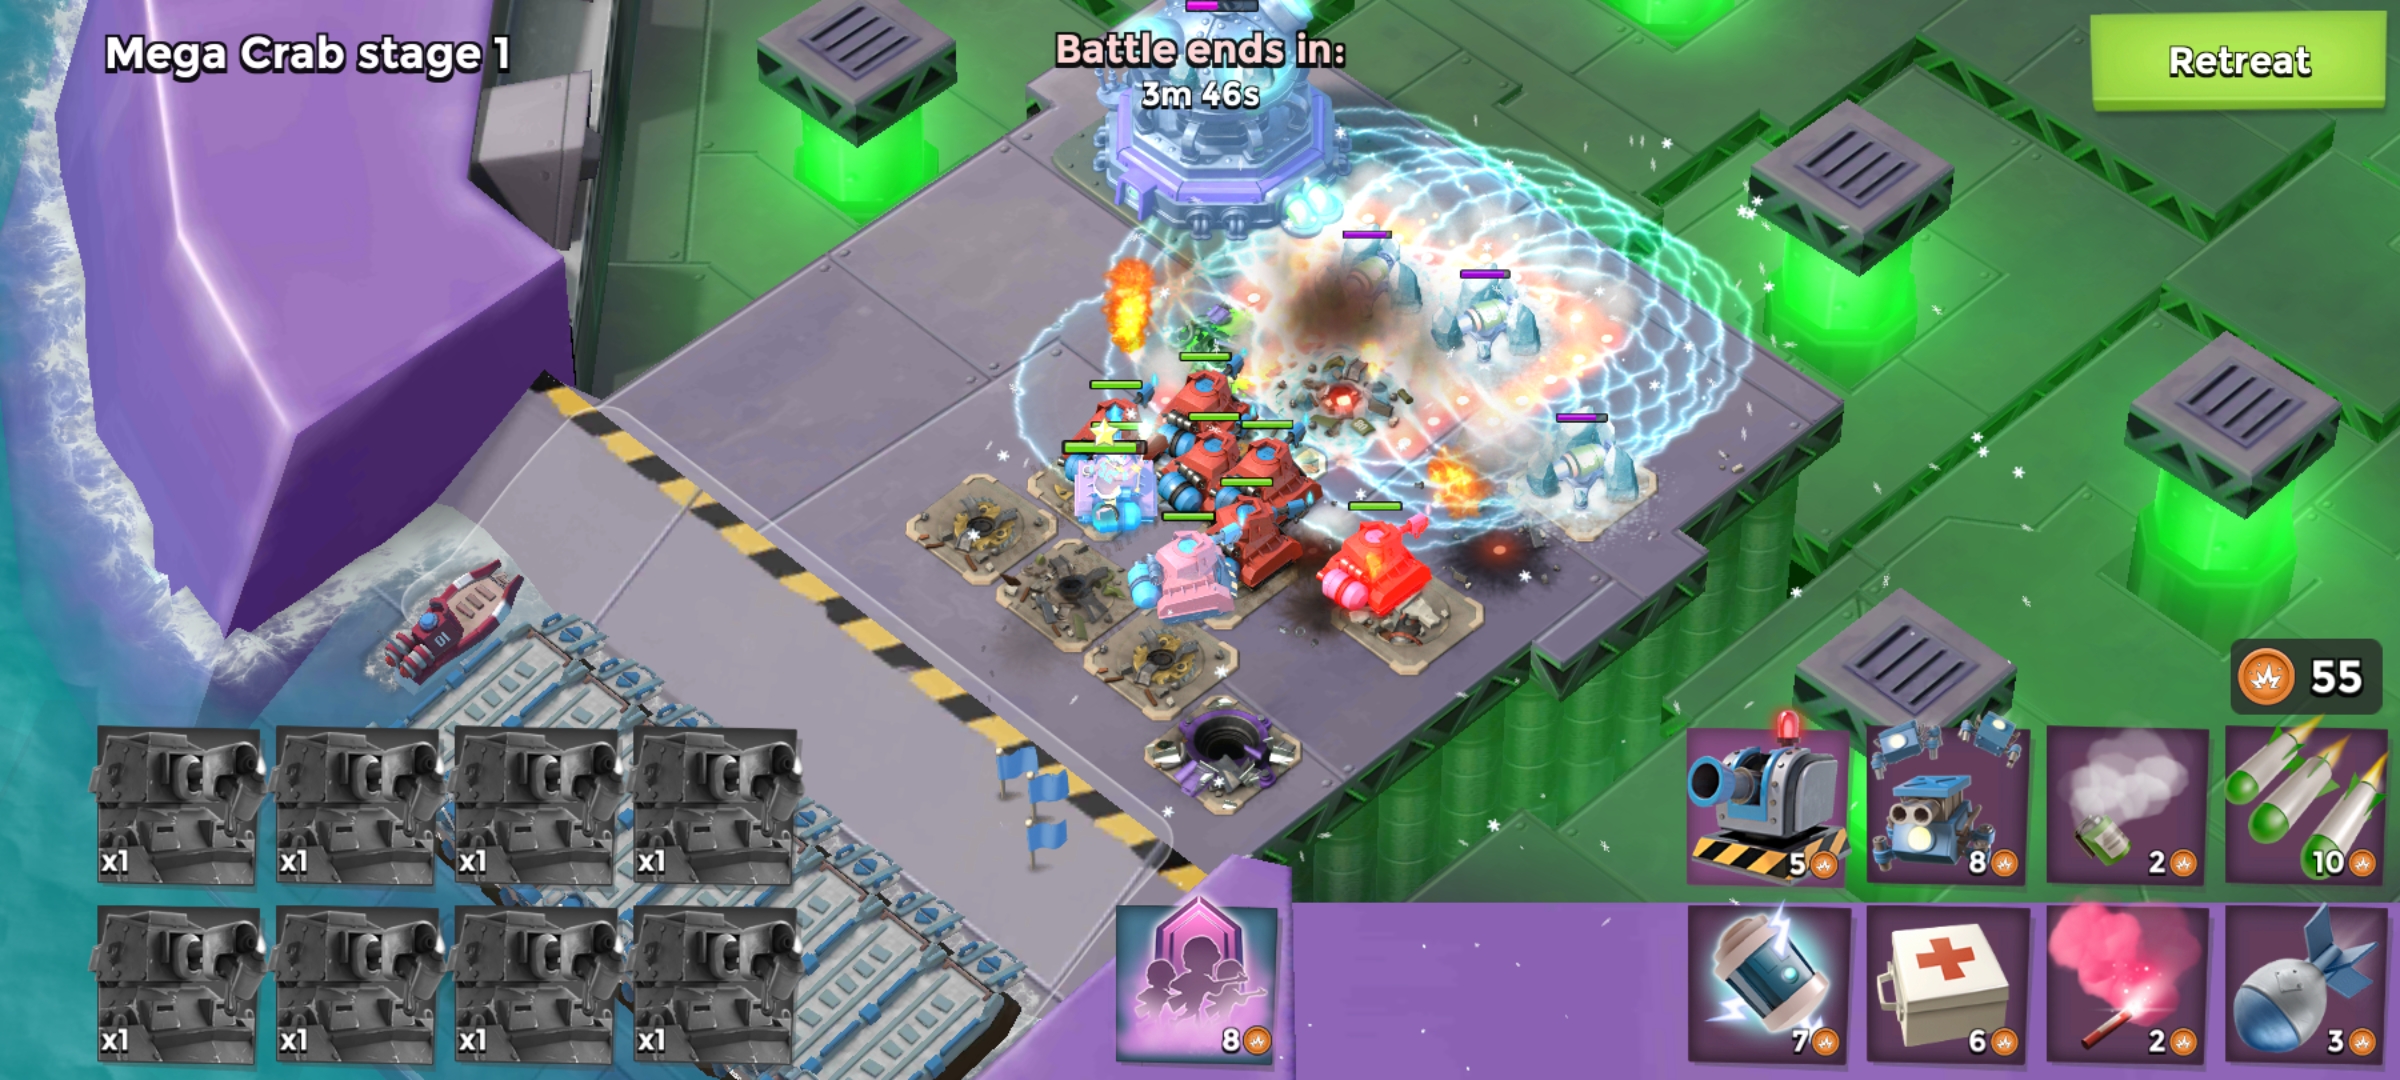 Mega Crab stage 1
Battle ends in:
3m 46s
Retreat
55
x1
x1
x1
x1
5
8
2
10
x1
x1
x1
x1
8
7
6
2
3